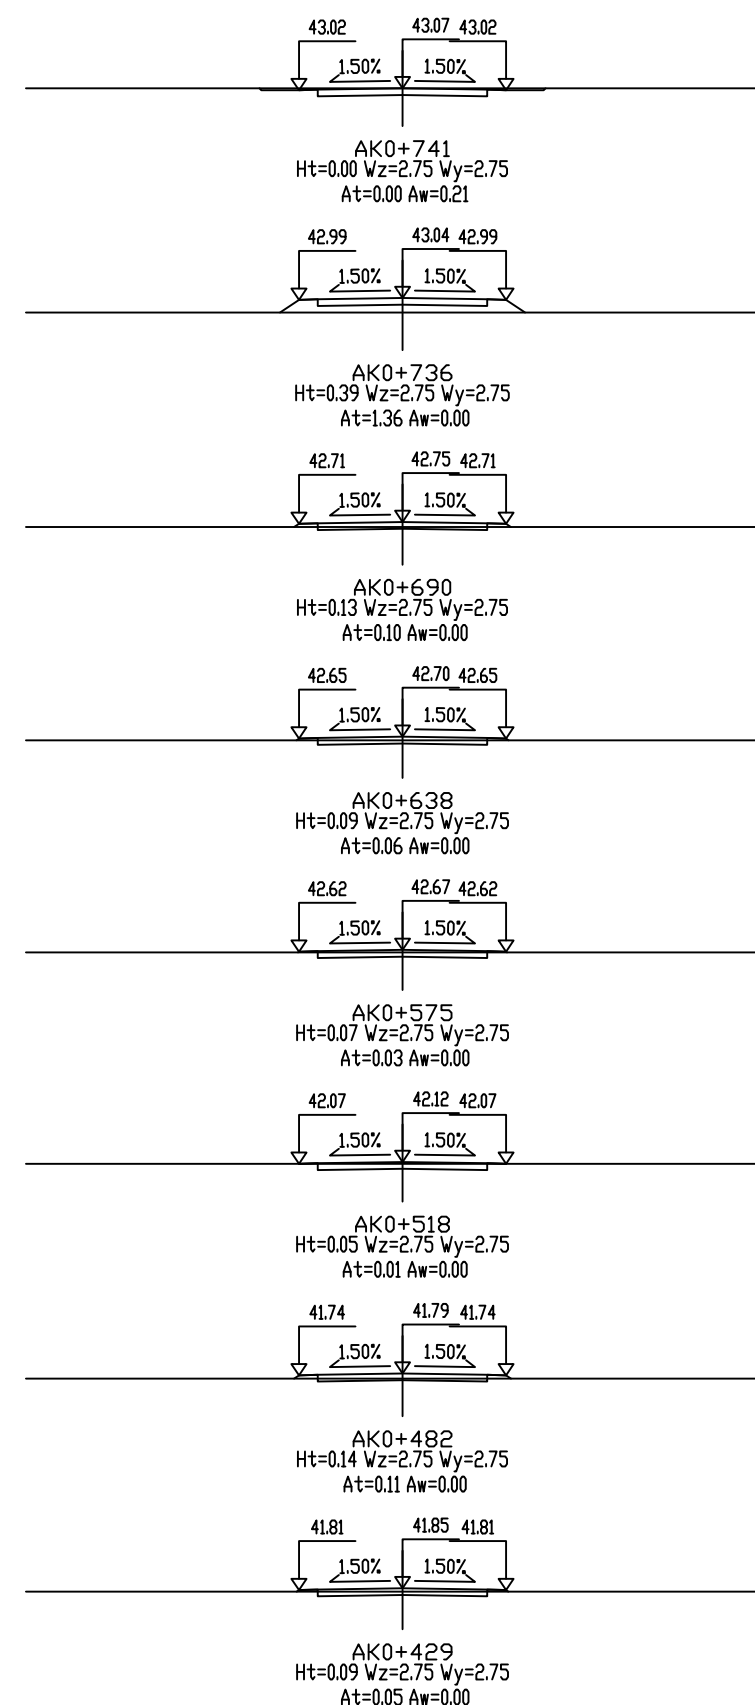 43.02 43.07 43.02
1.50% 1.50%
AK0+741
Ht=0.00 Wz=2.75 Wy=2.75
At=0.00 Aw=0.21
42.99 43.04 42.99
1.50% 1.50%
AK0+736
Ht=0.39 Wz=2.75 Wy=2.75
At=1.36 Aw=0.00
42.71 42.75 42.71
1.50% 1.50%
AK0+690
Ht=0.13 Wz=2.75 Wy=2.75
At=0.10 Aw=0.00
42.65 42.70 42.65
1.50% 1.50%
AK0+638
Ht=0.09 Wz=2.75 Wy=2.75
At=0.06 Aw=0.00
42.62 42.67 42.62
1.50% 1.50%
AK0+575
Ht=0.07 Wz=2.75 Wy=2.75
At=0.03 Aw=0.00
42.07 42.12 42.07
1.50% 1.50%
AK0+518
Ht=0.05 Wz=2.75 Wy=2.75
At=0.01 Aw=0.00
41.74 41.79 41.74
1.50% 1.50%
AK0+482
Ht=0.14 Wz=2.75 Wy=2.75
At=0.11 Aw=0.00
41.81 41.85 41.81
1.50% 1.50%
AK0+429
Ht=0.09 Wz=2.75 Wy=2.75
At=0.05 Aw=0.00